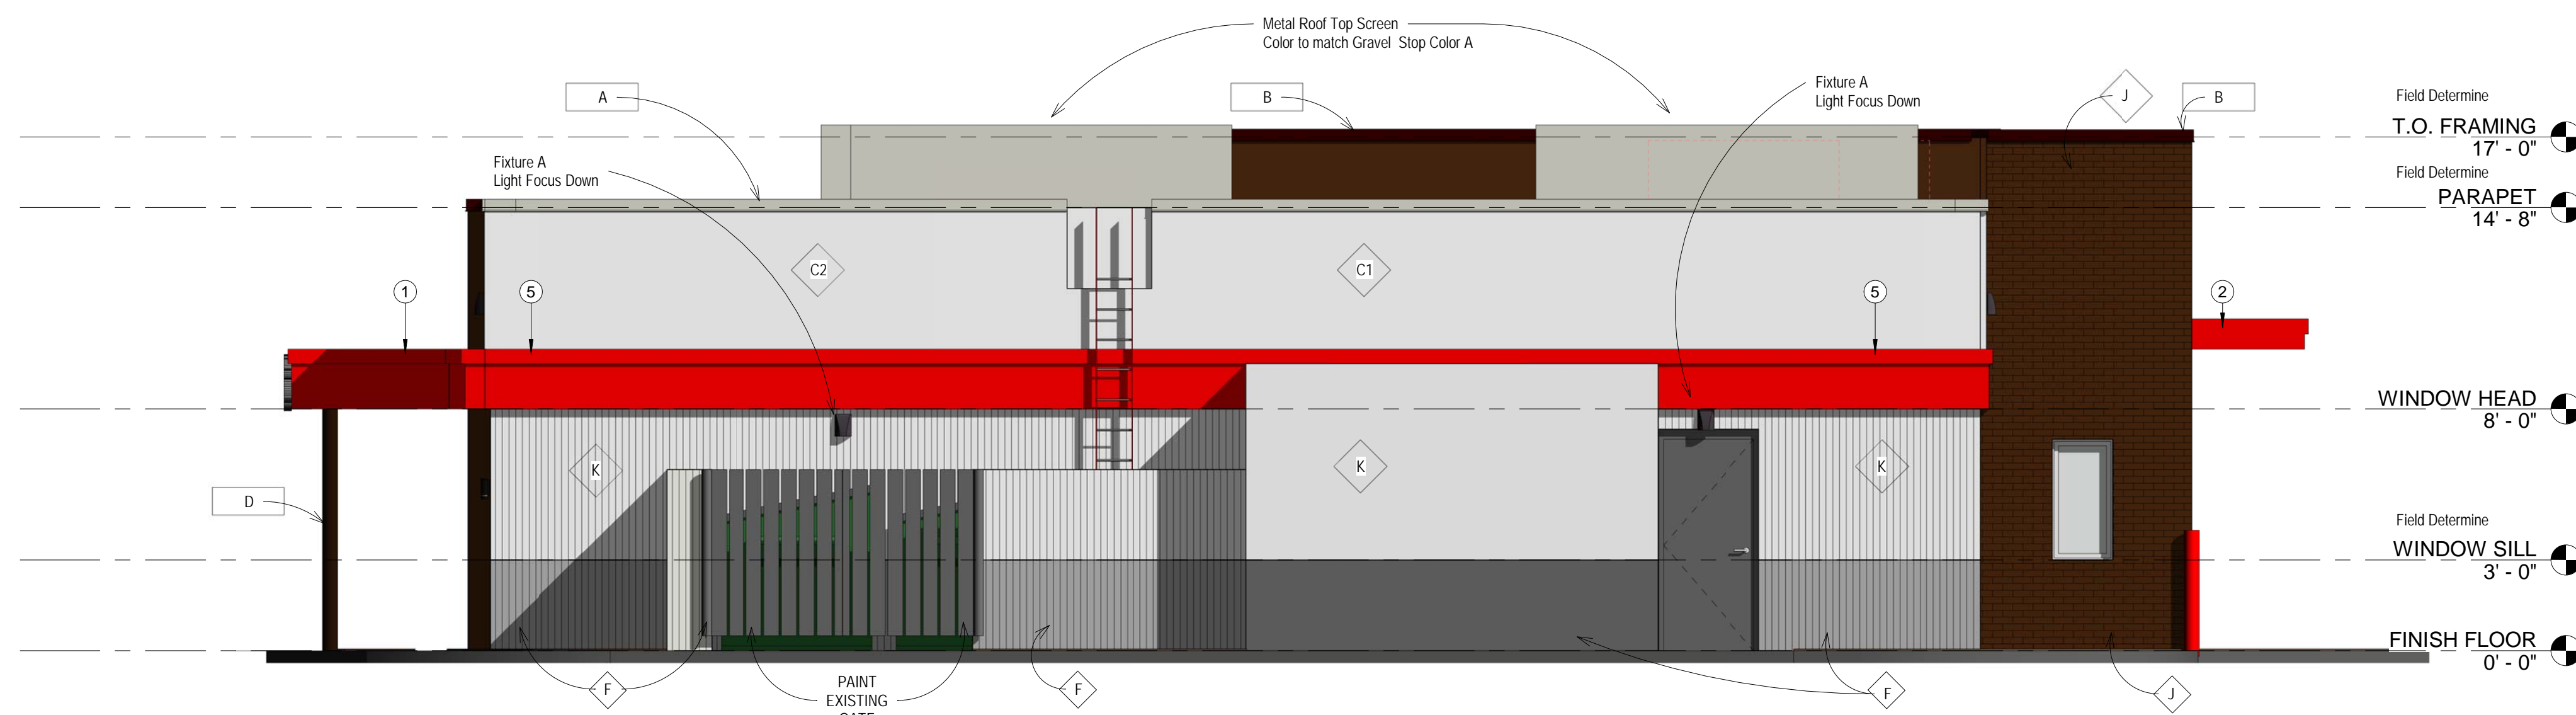 Metal Roof Top Screen
Color to match Gravel Stop Color A
A
B
Fixture A
Light Focus Down
J
B
Field Determine
T.O. FRAMING
17' - 0"
Fixture A
Light Focus Down
Field Determine
PARAPET
14' - 8"
C2
C1
1
5
5
2
WINDOW HEAD
8' - 0"
K
K
K
D
Field Determine
WINDOW SILL
3' - 0"
FINISH FLOOR
0' - 0"
F
PAINT
EXISTING
GATE
F
F
J